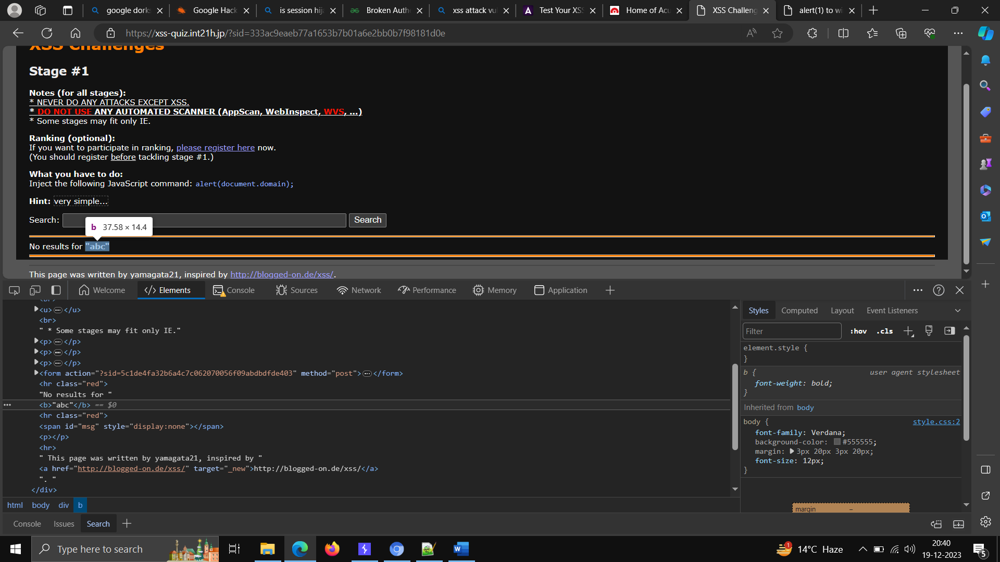 google dorks
Google Hack
is session hij
Broken Auth
xss attack vul
Test Your XSS
Home of Acu
XSS Challeng
alert(1) to wi
https://xss-quiz.int21h.jp/?sid=333ac9eaeb77a1653b7b01a6e2bb0b7f98181d0e
XSS Challenges
Stage #1
Notes (for all stages):
* NEVER DO ANY ATTACKS EXCEPT XSS.
* DO NOT USE ANY AUTOMATED SCANNER (AppScan, WebInspect, WVS, ...)
* Some stages may fit only IE.
Ranking (optional):
If you want to participate in ranking, please register here now.
(You should register before tackling stage #1.)
What you have to do:
Inject the following JavaScript command: alert(document.domain);
Hint: very simple...
Search: Search
b 37.58 × 14.4
No results for "abc"
This page was written by yamagata21, inspired by http://blogged-on.de/xss/.
Welcome Elements Console Sources Network Performance Memory Application
<u>…</u>
<br>
" * Some stages may fit only IE."
<p>…</p>
<p>…</p>
<p>…</p>
<form action="?sid=5c1de4fa32b6a4c7c062070056f09abdbdfde403" method="post">…</form>
<hr class="red">
"No results for "
<b>"abc"</b> == $0
<hr class="red">
<span id="msg" style="display:none"></span>
<p></p>
<hr>
" This page was written by yamagata21, inspired by "
<a href="http://blogged-on.de/xss/" target="_new">http://blogged-on.de/xss/</a>
". "
</div>
html body div b
Styles Computed Layout Event Listeners
Filter :hov .cls
element.style {
}
b { user agent stylesheet
font-weight: bold;
}
Inherited from body
body { style.css:2
font-family: Verdana;
background-color: #555555;
margin: 3px 20px 3px 20px;
font-size: 12px;
}
margin –
Console Issues Search
Type here to search
1
14°C Haze
20:40
19-12-2023
5